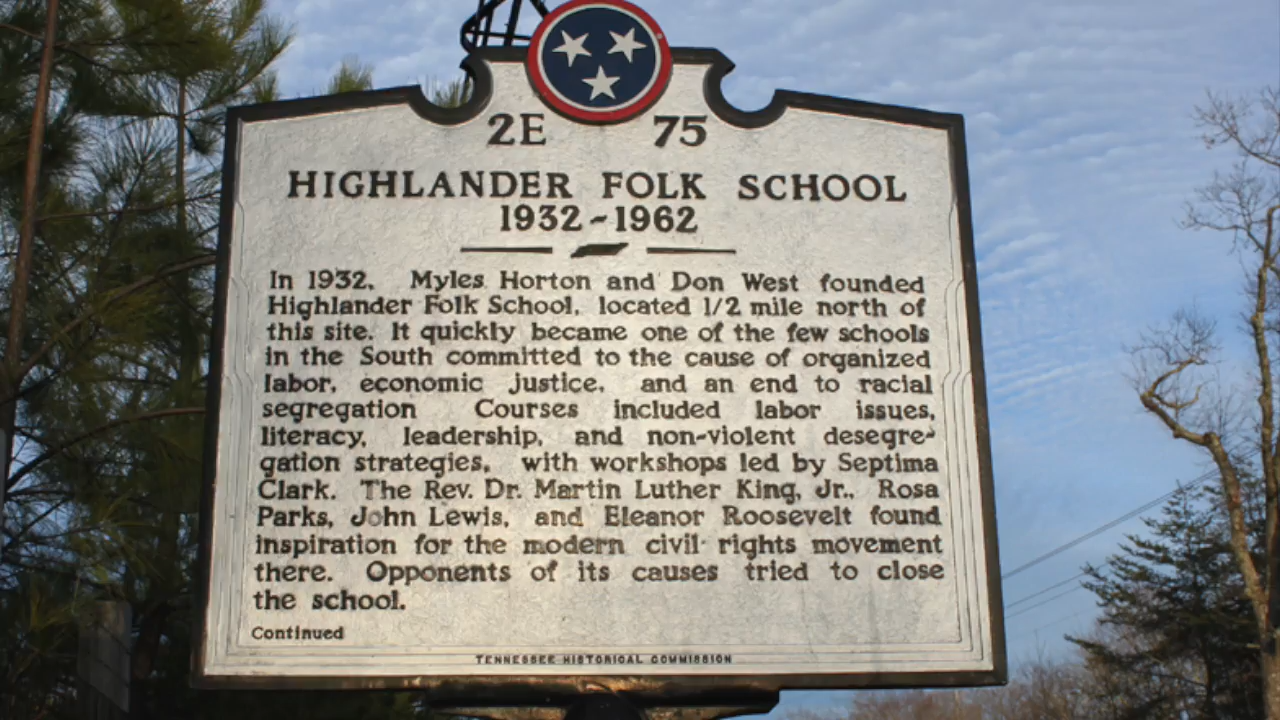 2E 75
HIGHLANDER FOLK SCHOOL
1932-1962
In 1932, Myles Horton and Don West founded
Highlander Folk School, located 1/2 mile north of
this site. It quickly became one of the few schools
in the South committed to the cause of organized
labor, economic justice, and an end to racial
segregation Courses included labor issues,
literacy, leadership, and non-violent desegre-
gation strategies, with workshops led by Septima
Clark. The Rev. Dr. Martin Luther King, Jr., Rosa
Parks, John Lewis, and Eleanor Roosevelt found
inspiration for the modern civil rights movement
there. Opponents of its causes tried to close
the school.
Continued
TENNESSEE HISTORICAL COMMISSION